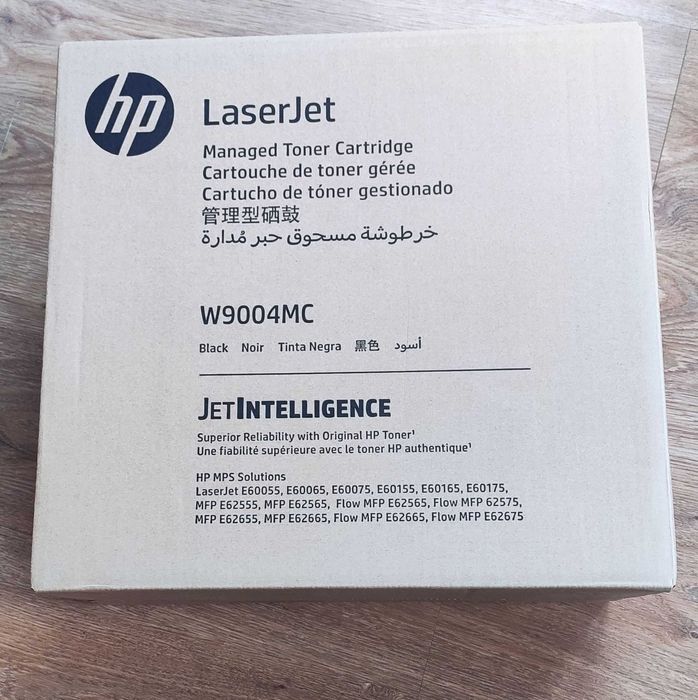 hp
LaserJet
Managed Toner Cartridge
Cartouche de toner gérée
Cartucho de tóner gestionado
管理型硒鼓
خرطوشة مسحوق حبر مُدارة
W9004MC
Black Noir Tinta Negra 黑色 أسود
JETINTELLIGENCE
Superior Reliability with Original HP Toner¹
Une fiabilité supérieure avec le toner HP authentique¹
HP MPS Solutions
LaserJet E60055, E60065, E60075, E60155, E60165, E60175,
MFP E62555, MFP E62565, Flow MFP E62565, Flow MFP 62575,
MFP E62655, MFP E62665, Flow MFP E62665, Flow MFP E62675